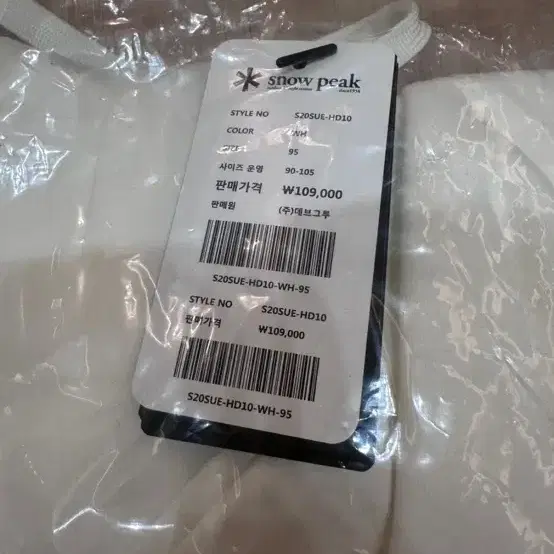 snow peak
STYLE NO S20SUE-HD10
COLOR WH
SIZE 95
사이즈 운영 90-105
판매가격 ₩109,000
판매원 (주)데브그루
S20SUE-HD10-WH-95
STYLE NO S20SUE-HD10
판매가격 ₩109,000
S20SUE-HD10-WH-95